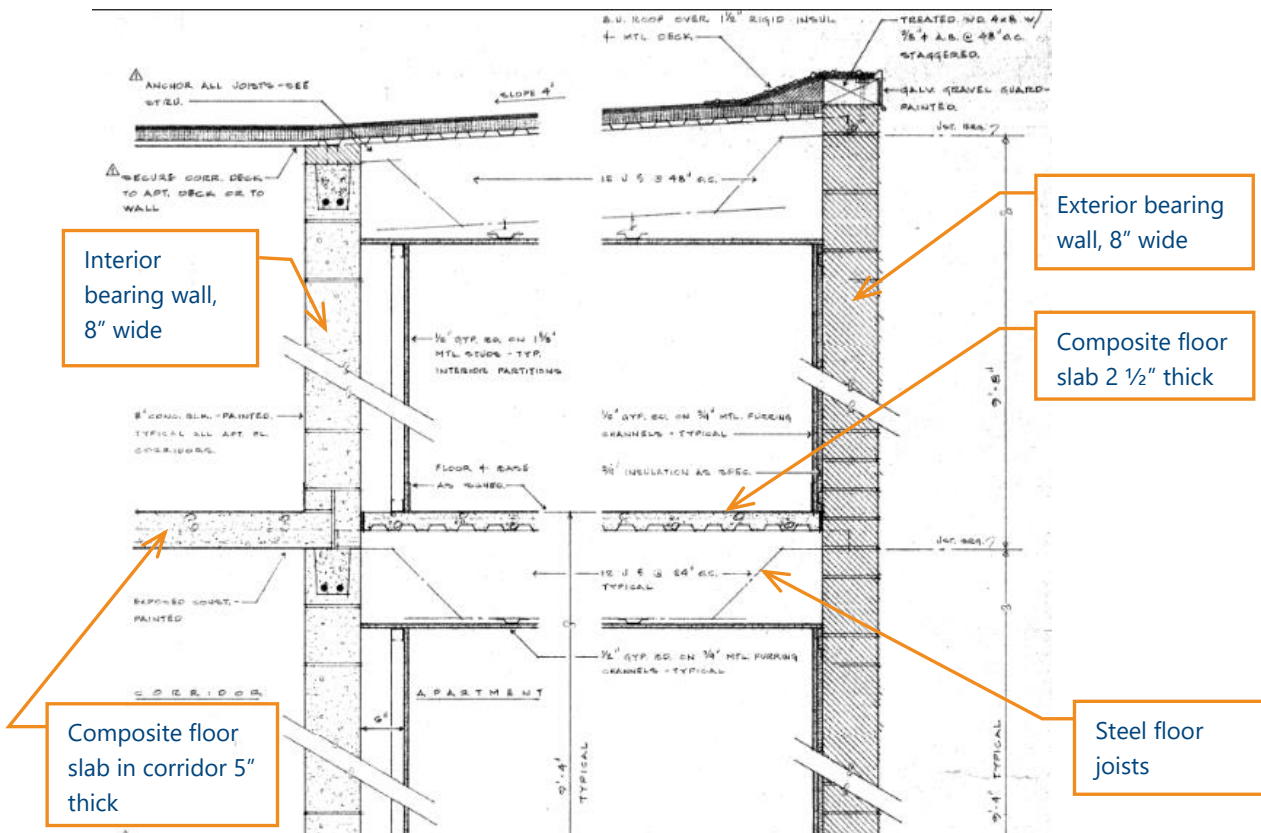 B.U. ROOF OVER 1½" RIGID INSUL
& MTL DECK
TREATED WD. 4x8 W/
⅝"ϕ A.B. @ 48" O.C.
STAGGERED.
GALV. GRAVEL GUARD-
PAINTED.
ANCHOR ALL JOISTS - SEE
STRU.
SLOPE 4"
JST. BRG.
SECURE CORR. DECK
TO APT. DECK OR TO
WALL
12 J 5 @ 48" O.C.
Exterior bearing
wall, 8” wide
Interior
bearing wall,
8” wide
Composite floor
slab 2 ½” thick
½" GYP. BD. ON 1⅝"
MTL STUDS - TYP.
INTERIOR PARTITIONS
9'-8"
8" CONC. BLK. - PAINTED.
TYPICAL ALL APT. FL.
CORRIDORS.
½" GYP. BD. ON ¾" MTL. FURRING
CHANNELS - TYPICAL
FLOOR & BASE
AS SCHED.
¾" INSULATION AS SPEC.
JST. BRG.
12 J 5 @ 24" O.C.
TYPICAL
EXPOSED CONST. -
PAINTED
½" GYP. BD. ON ¾" MTL. FURRING
CHANNELS - TYPICAL
CORRIDOR
APARTMENT
6"
Composite floor
slab in corridor 5”
thick
Steel floor
joists
9'-4"
TYPICAL
9'-4" TYPICAL